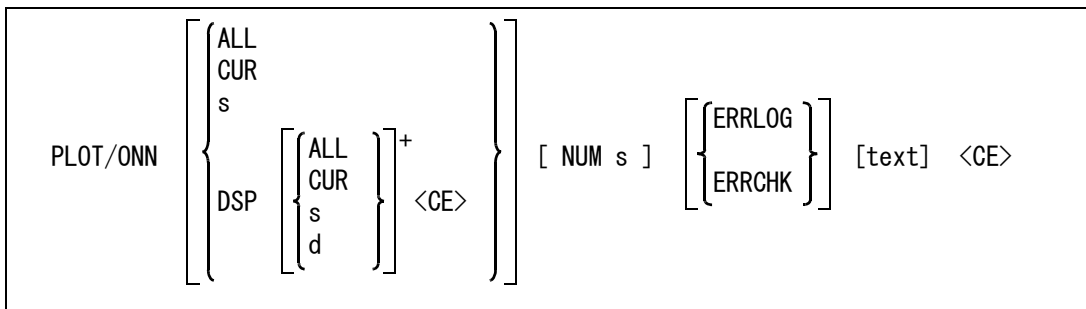 ALL
CUR
s
PLOT/ONN DSP [ { ALL CUR s d } ]+ <CE> [ NUM s ] [ { ERRLOG ERRCHK } ] [text] <CE>